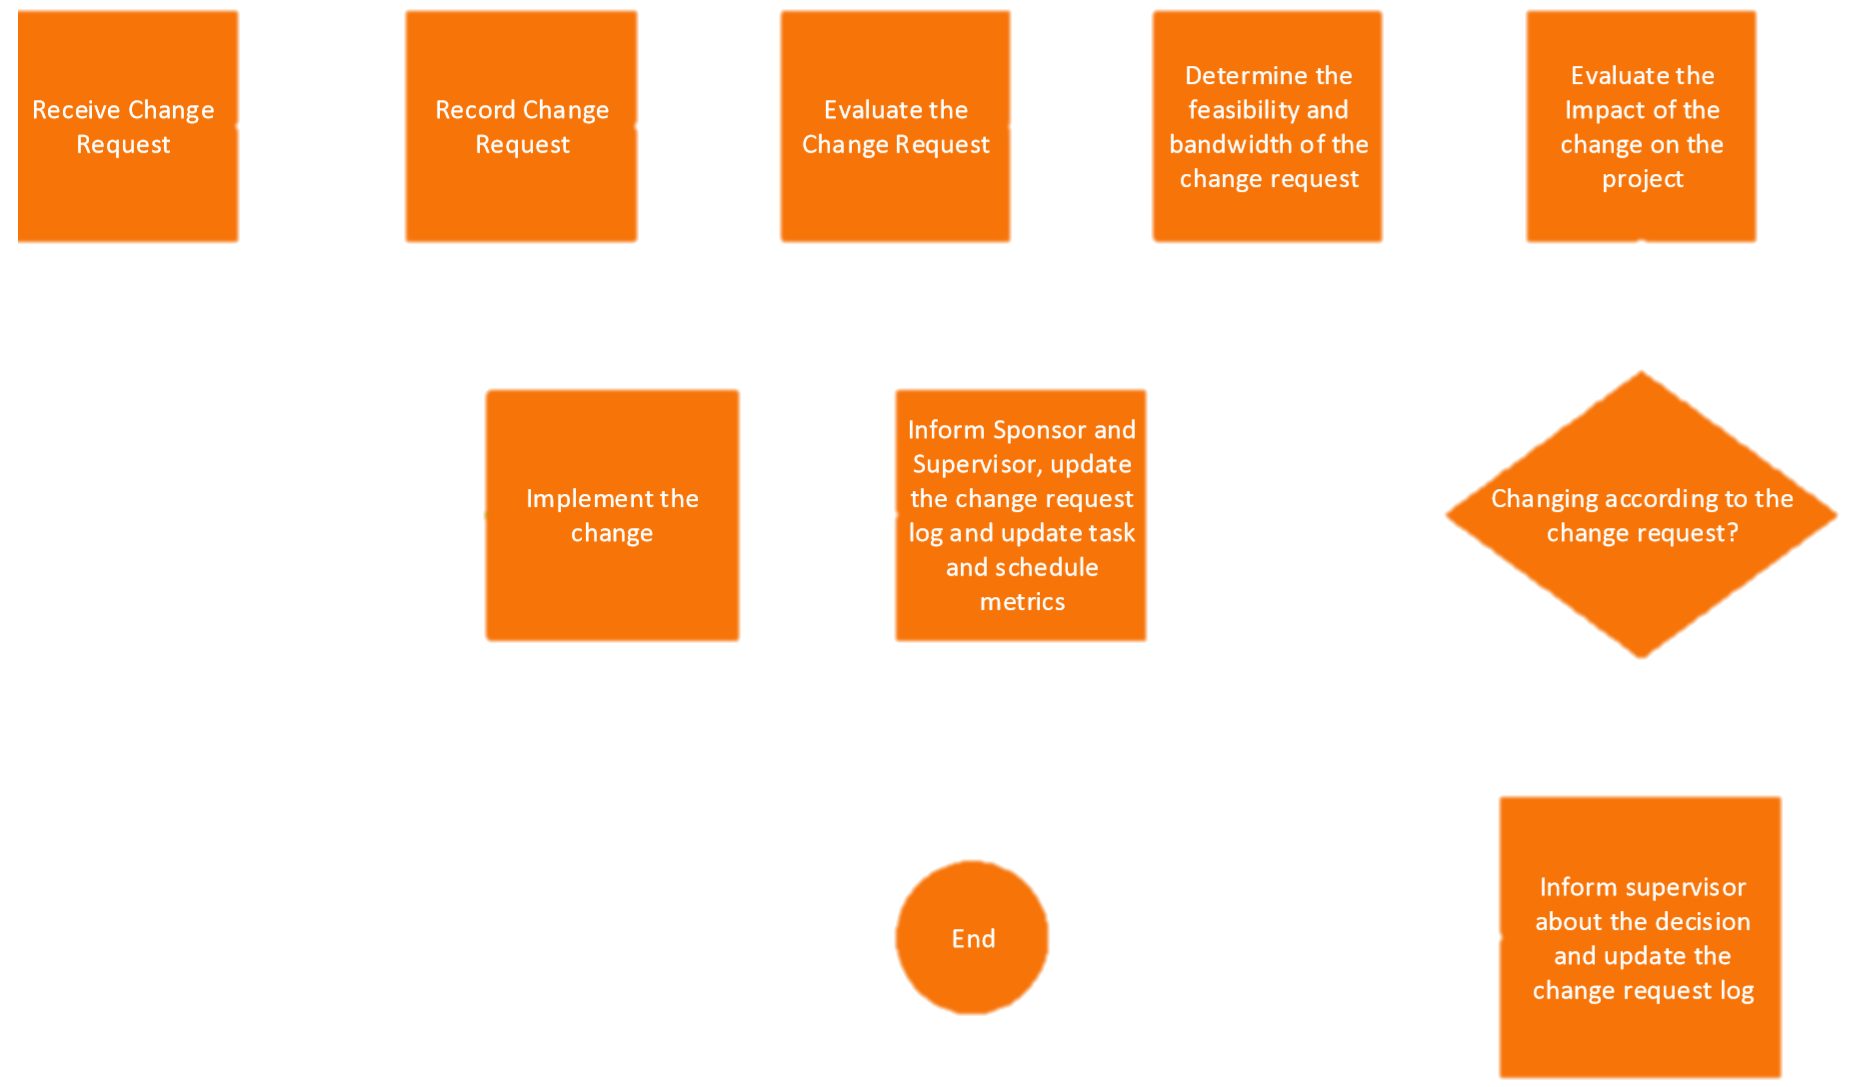 Receive Change
Request
Record Change
Request
Evaluate the
Change Request
Determine the
feasibility and
bandwidth of the
change request
Evaluate the
Impact of the
change on the
project
Implement the
change
Inform Sponsor and
Supervisor, update
the change request
log and update task
and schedule
metrics
Changing according to the
change request?
End
Inform supervisor
about the decision
and update the
change request log